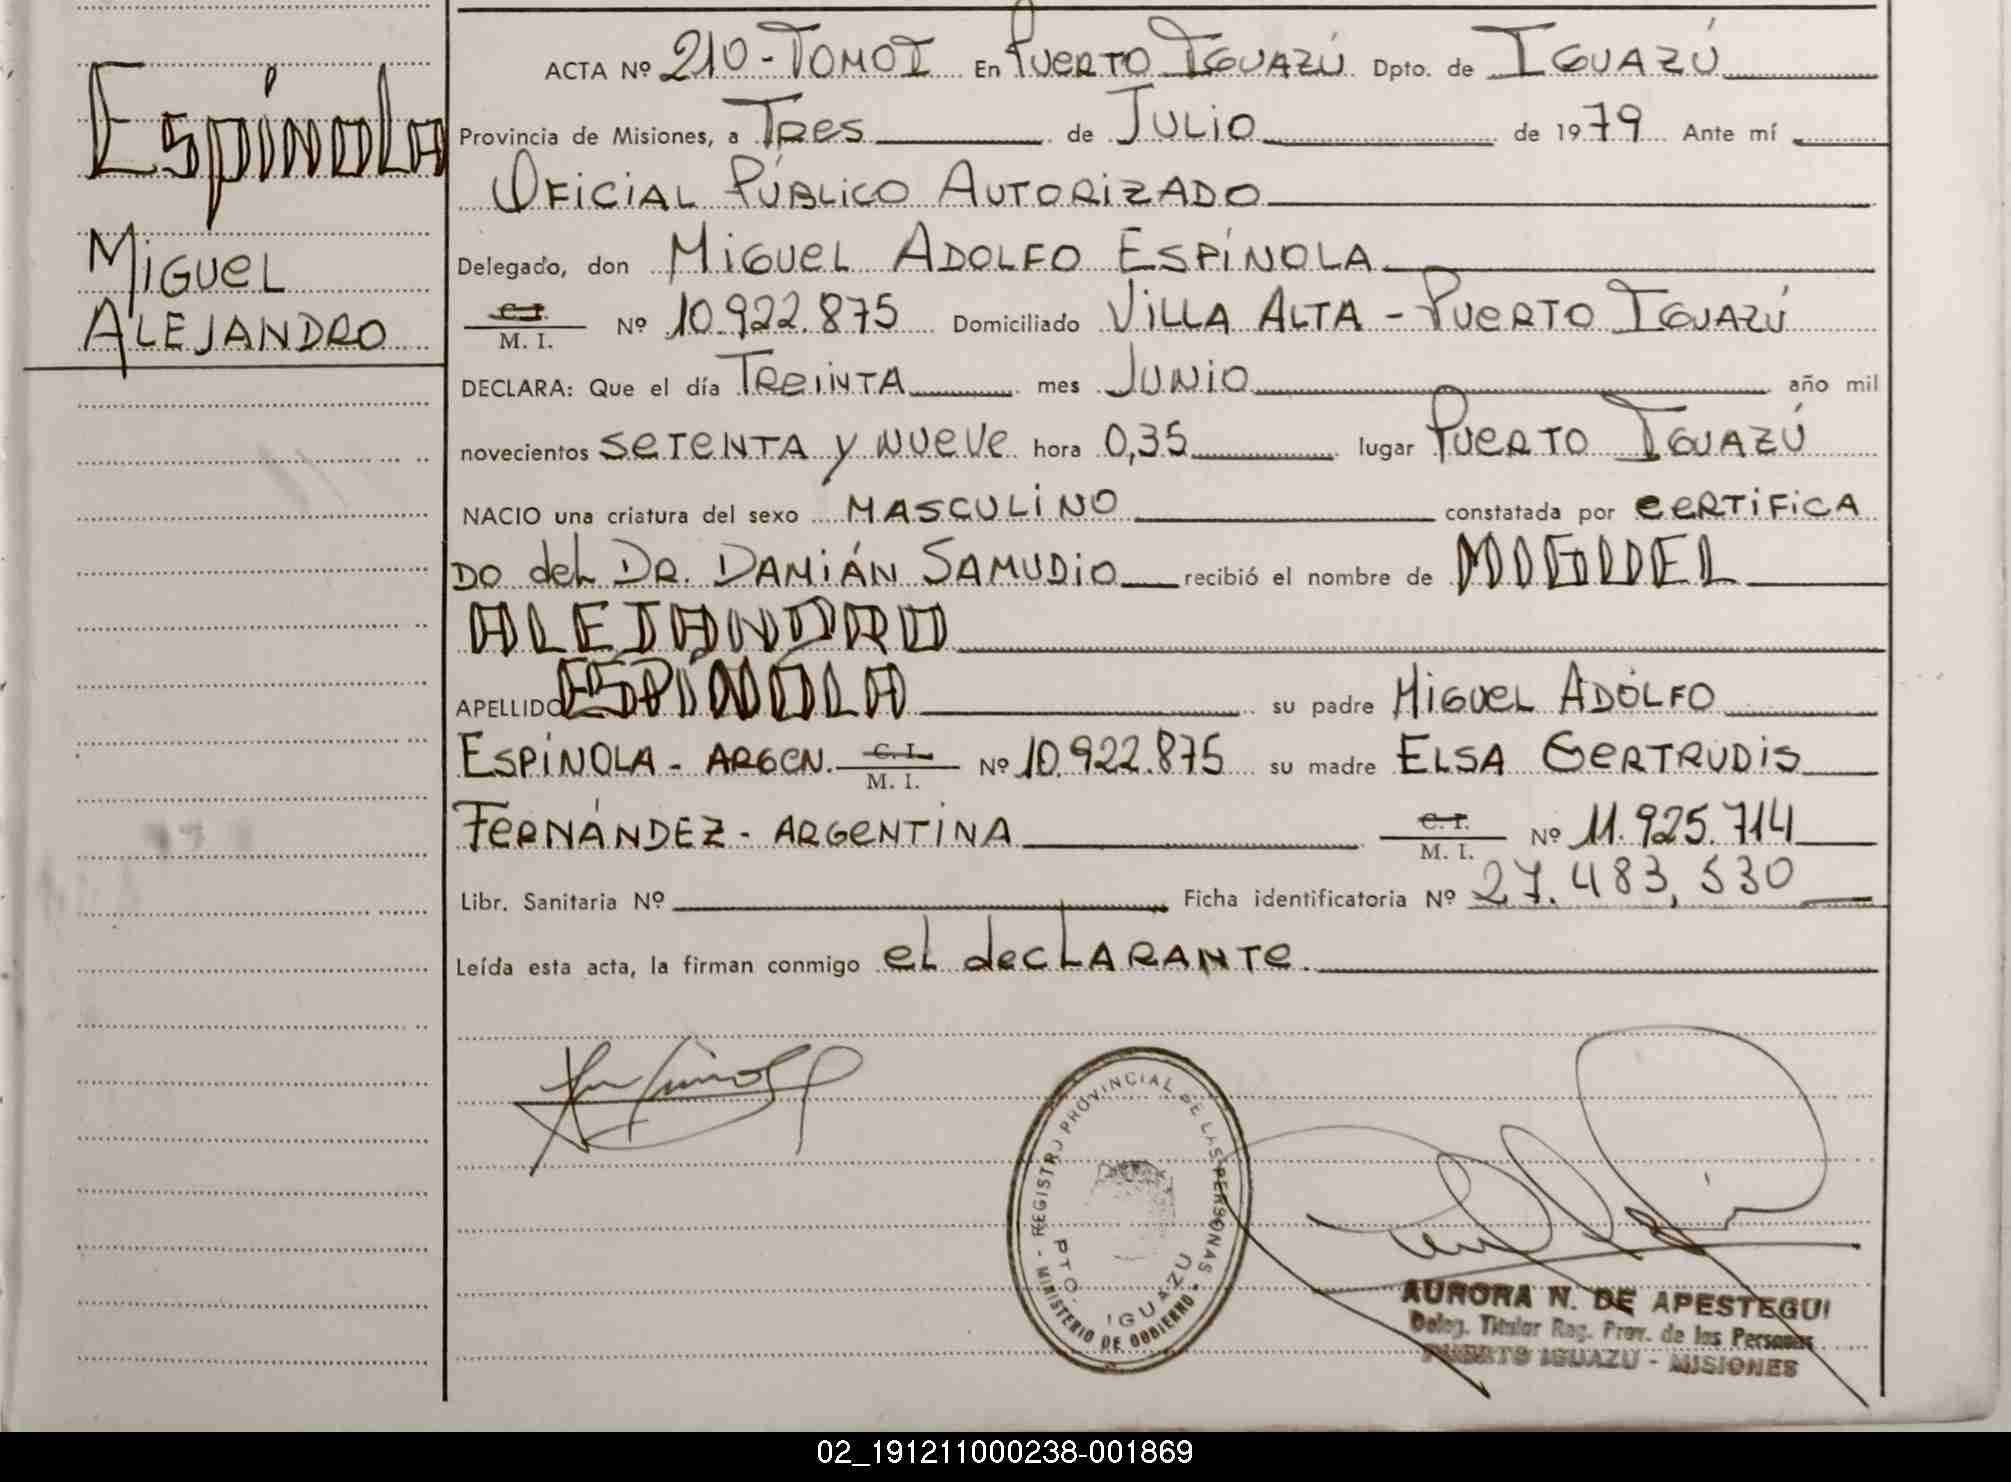 Espínola
MIGUEL
ALEJANDRO
ACTA Nº 210-TOMO I En PUERTO IGUAZÚ Dpto. de IGUAZÚ
Provincia de Misiones, a TRES de JULIO de 1979 Ante mí
OFICIAL PÚBLICO AUTORIZADO
Delegado, don MIGUEL ADOLFO ESPÍNOLA
C.I. M. I. Nº 10.922.875 Domiciliado VILLA ALTA - PUERTO IGUAZÚ
DECLARA: Que el día TREIINTA mes JUNIO año mil
novecientos SETENTA Y NUEVE hora 0,35 lugar PUERTO IGUAZÚ
NACIO una criatura del sexo MASCULINO constatada por CERTIFICA
DO del DR. DAMIÁN SAMUDIO recibió el nombre de MIGUEL
ALEJANDRO
APELLIDO ESPÍNOLA su padre MIGUEL ADOLFO
ESPÍNOLA - ARGEN. C. I. M. I. Nº 10.922.875 su madre ELSA GERTRUDIS
FERNÁNDEZ - ARGENTINA C. I. M. I. Nº 11.925.714
Libr. Sanitaria Nº Ficha identificatoria Nº 27.483,530
Leída esta acta, la firman conmigo el declarante.
- REGISTRO PROVINCIAL DE LAS PERSONAS - MINISTERIO DE GOBIERNO
PTO. IGUAZU
AURORA N. DE APESTEGUI
Deleg. Titular Reg. Prov. de las Personas
PUERTO IGUAZU - MISIONES
02_191211000238-001869